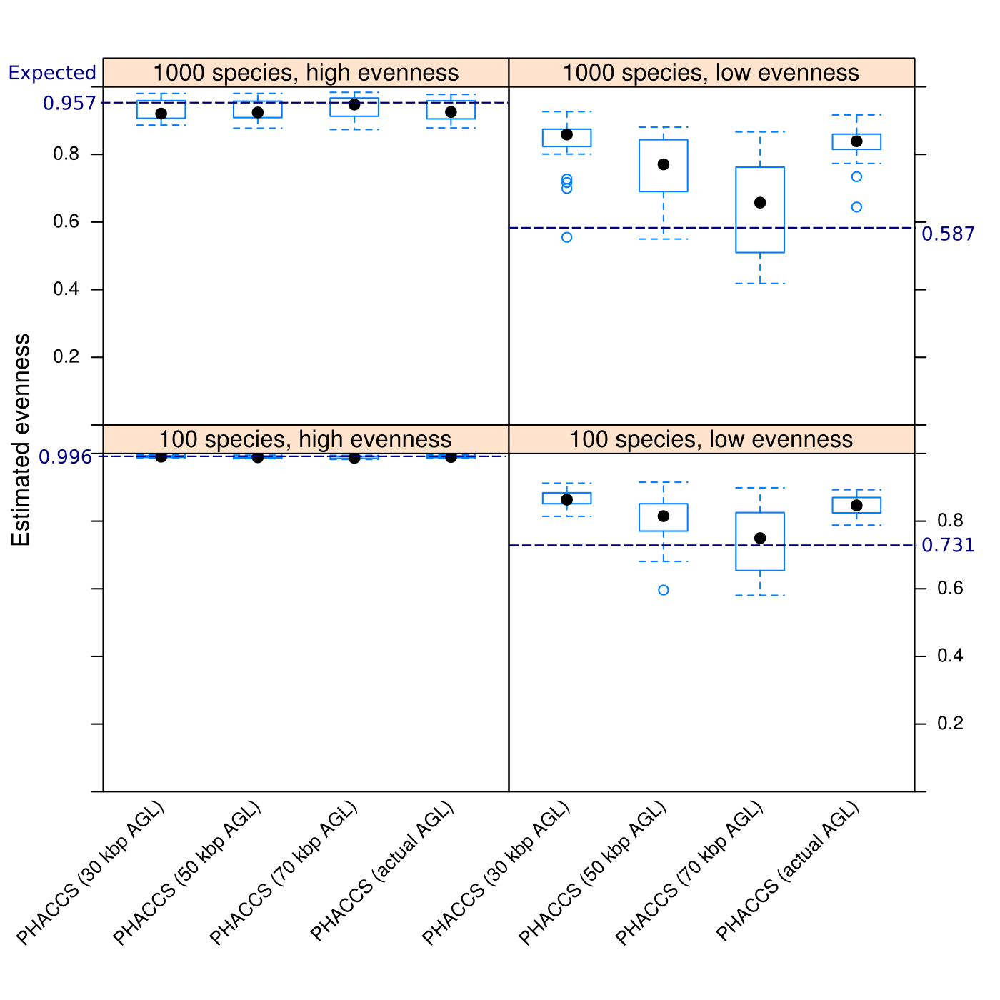 Expected
1000 species, high evenness
1000 species, low evenness
0.957
0.8
0.6
0.4
0.2
0.587
Estimated evenness
100 species, high evenness
100 species, low evenness
0.996
0.8
0.731
0.6
0.4
0.2
PHACCS (30 kbp AGL)
PHACCS (50 kbp AGL)
PHACCS (70 kbp AGL)
PHACCS (actual AGL)
PHACCS (30 kbp AGL)
PHACCS (50 kbp AGL)
PHACCS (70 kbp AGL)
PHACCS (actual AGL)